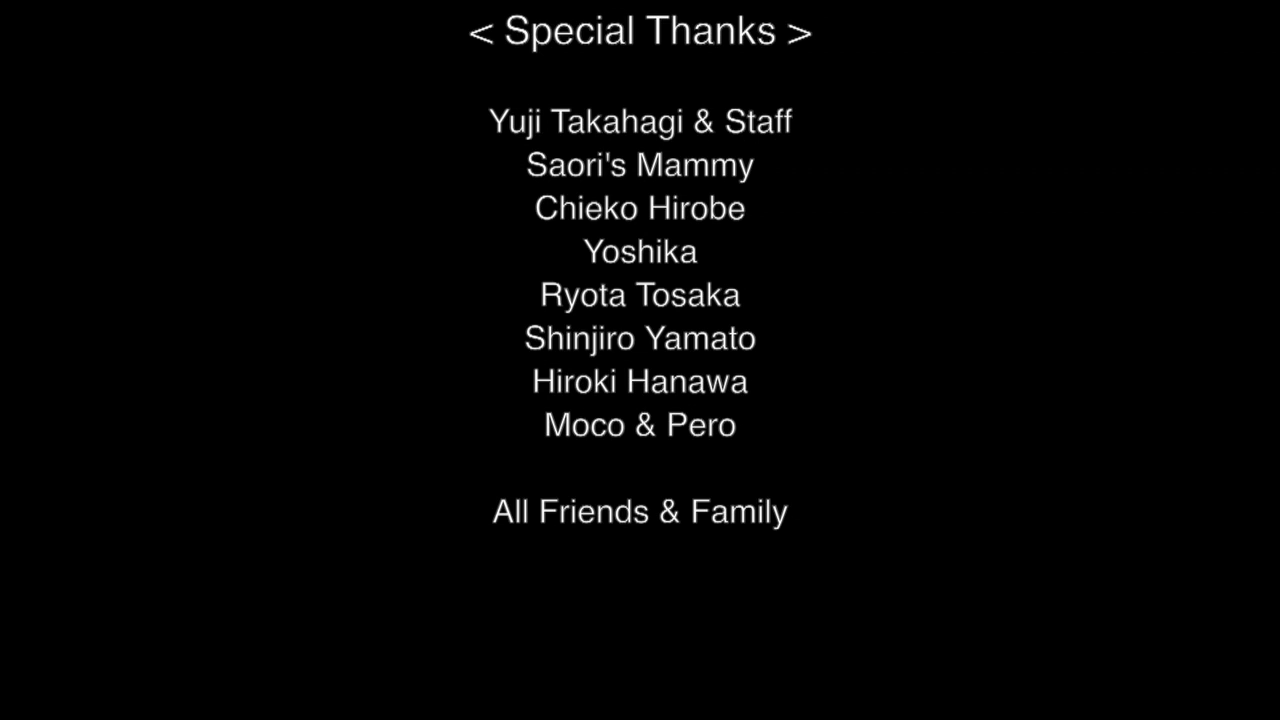 < Special Thanks >
Yuji Takahagi & Staff
Saori's Mammy
Chieko Hirobe
Yoshika
Ryota Tosaka
Shinjiro Yamato
Hiroki Hanawa
Moco & Pero
All Friends & Family